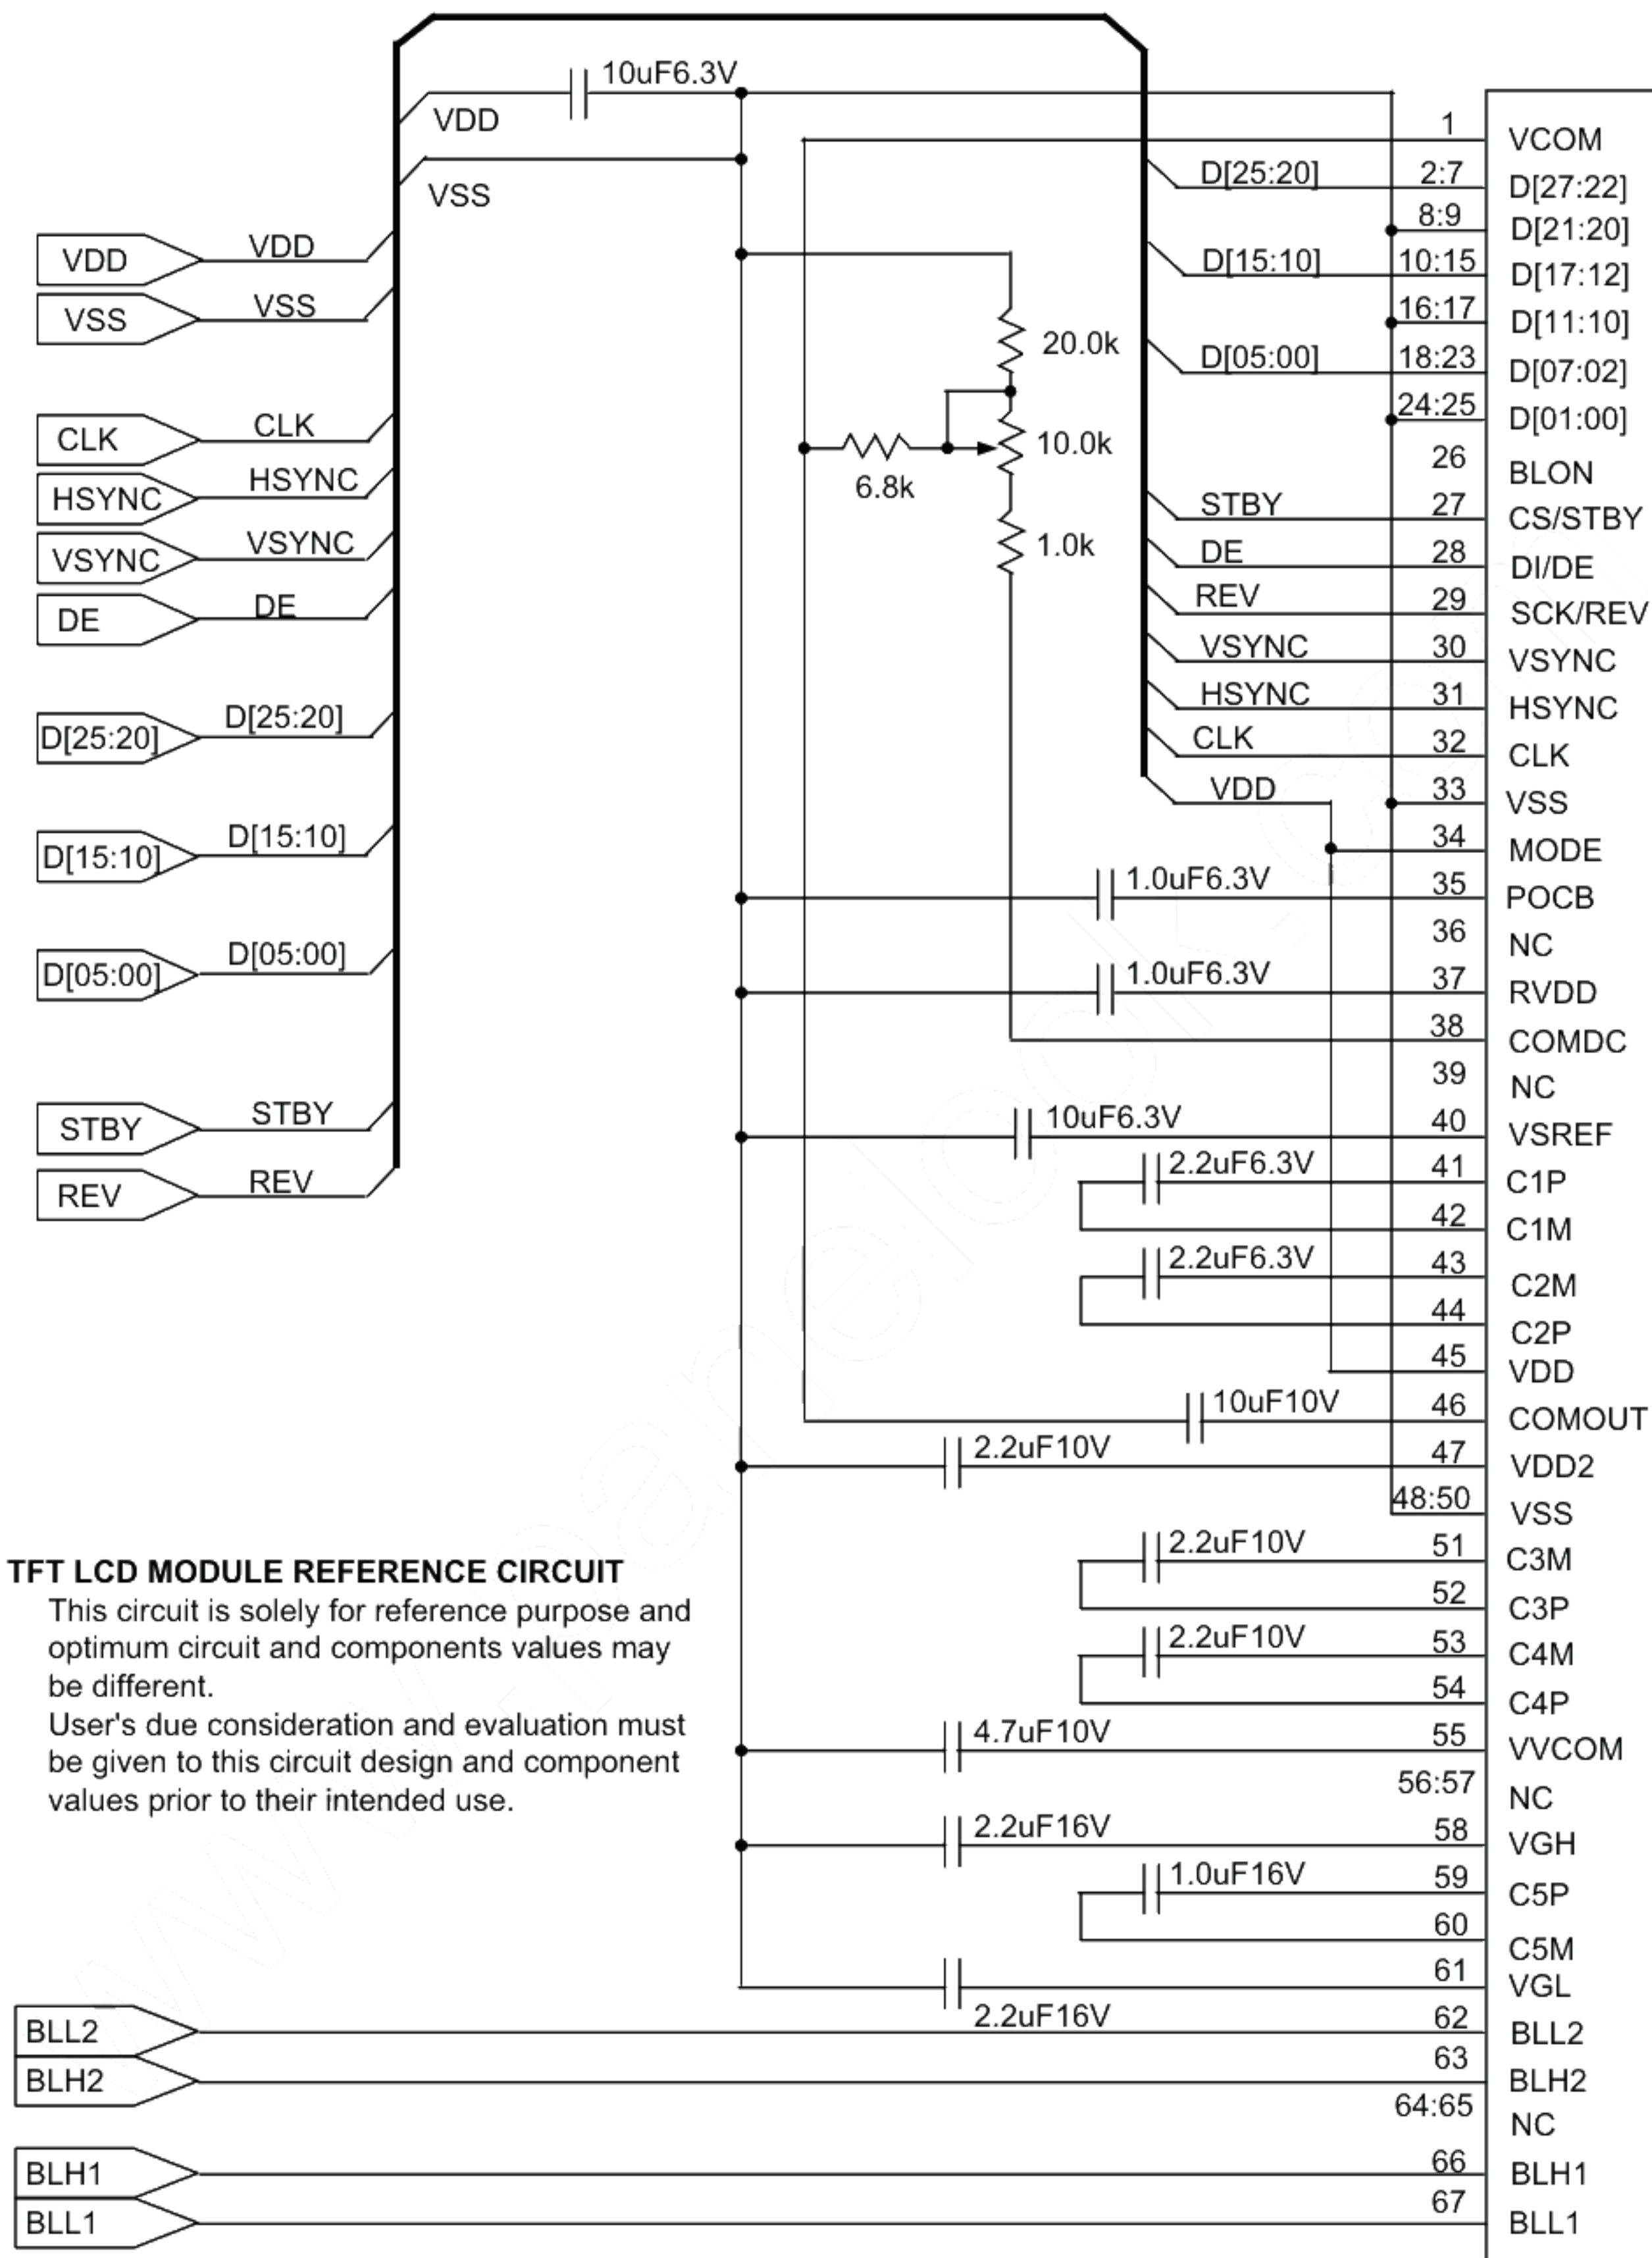 10uF6.3V
VDD
VSS
VDD
VDD
VSS
VSS
CLK
CLK
HSYNC
HSYNC
VSYNC
VSYNC
DE
DE
D[25:20]
D[25:20]
D[15:10]
D[15:10]
D[05:00]
D[05:00]
STBY
STBY
REV
REV
20.0k
10.0k
6.8k
1.0k
1 VCOM
D[25:20] 2:7 D[27:22]
8:9 D[21:20]
D[15:10] 10:15 D[17:12]
16:17 D[11:10]
D[05:00] 18:23 D[07:02]
24:25 D[01:00]
26 BLON
STBY 27 CS/STBY
DE 28 DI/DE
REV 29 SCK/REV
VSYNC 30 VSYNC
HSYNC 31 HSYNC
CLK 32 CLK
VDD 33 VSS
34 MODE
1.0uF6.3V 35 POCB
36 NC
1.0uF6.3V 37 RVDD
38 COMDC
39 NC
10uF6.3V 40 VSREF
2.2uF6.3V 41 C1P
42 C1M
2.2uF6.3V 43 C2M
44 C2P
45 VDD
10uF10V 46 COMOUT
2.2uF10V 47 VDD2
48:50 VSS
2.2uF10V 51 C3M
52 C3P
2.2uF10V 53 C4M
54 C4P
4.7uF10V 55 VVCOM
56:57 NC
2.2uF16V 58 VGH
1.0uF16V 59 C5P
60 C5M
61 VGL
2.2uF16V
TFT LCD MODULE REFERENCE CIRCUIT
This circuit is solely for reference purpose and
optimum circuit and components values may
be different.
User's due consideration and evaluation must
be given to this circuit design and component
values prior to their intended use.
BLL2 62 BLL2
BLH2 63 BLH2
64:65 NC
BLH1 66 BLH1
BLL1 67 BLL1